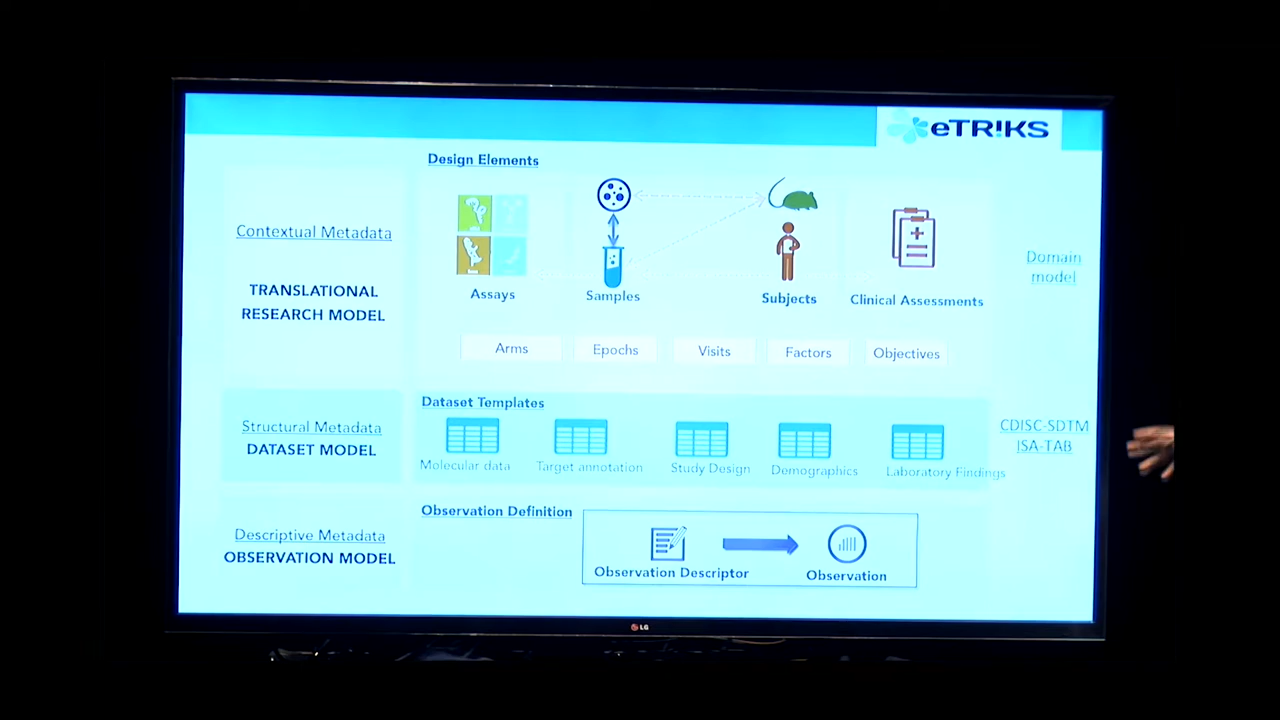 eTR!KS
Design Elements
Contextual Metadata
TRANSLATIONAL
RESEARCH MODEL
Assays
Samples
Subjects
Clinical Assessments
Domain
model
Arms
Epochs
Visits
Factors
Objectives
Structural Metadata
DATASET MODEL
Dataset Templates
Molecular data
Target annotation
Study Design
Demographics
Laboratory Findings
CDISC-SDTM
ISA-TAB
Descriptive Metadata
OBSERVATION MODEL
Observation Definition
Observation Descriptor
Observation
LG